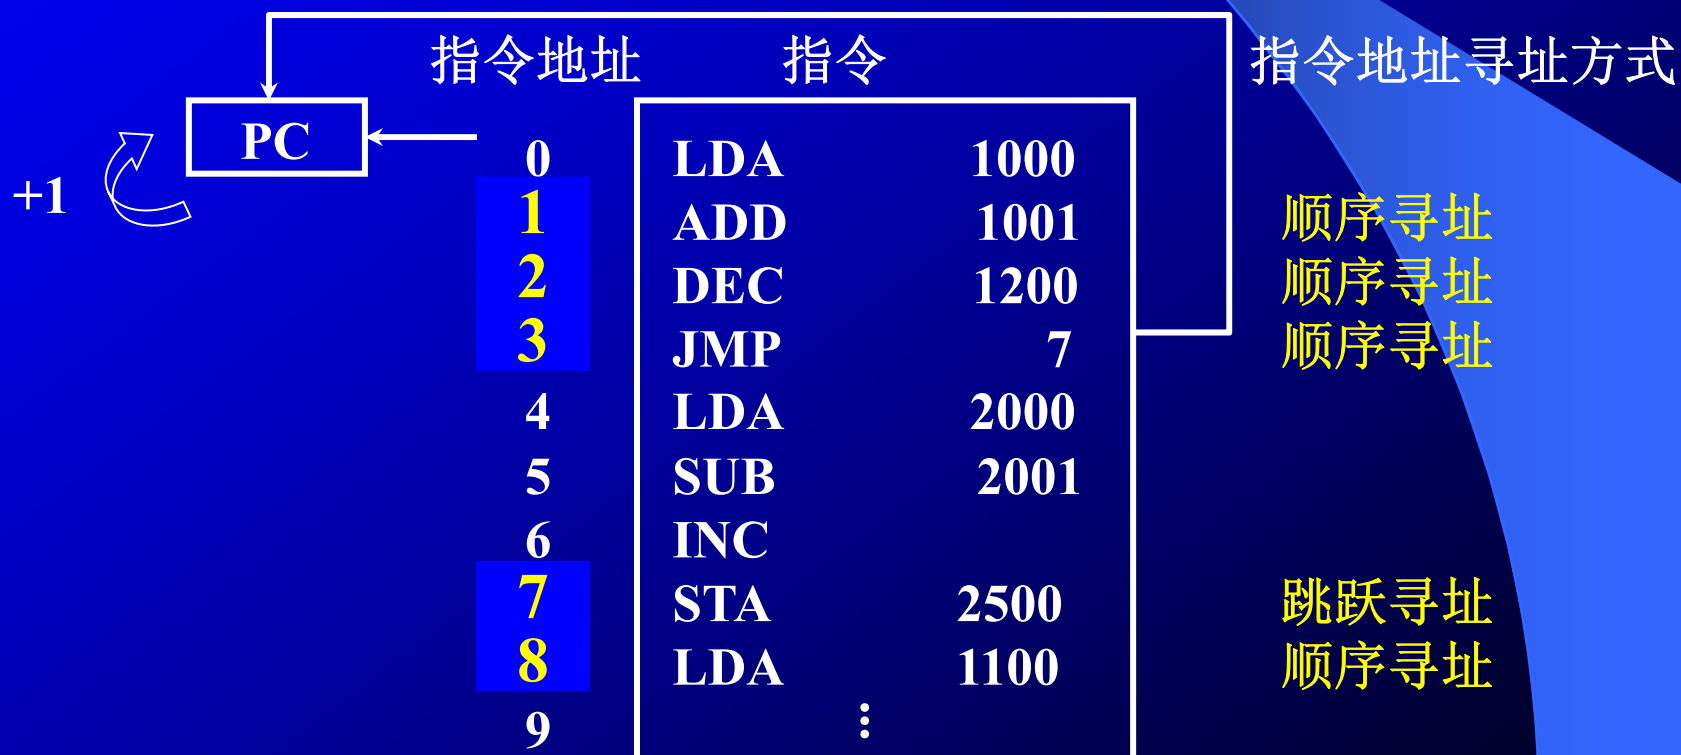 指令地址 指令 指令地址寻址方式
PC
+1
0 LDA 1000
1 ADD 1001 顺序寻址
2 DEC 1200 顺序寻址
3 JMP 7 顺序寻址
4 LDA 2000
5 SUB 2001
6 INC
7 STA 2500 跳跃寻址
8 LDA 1100 顺序寻址
9 ⋮